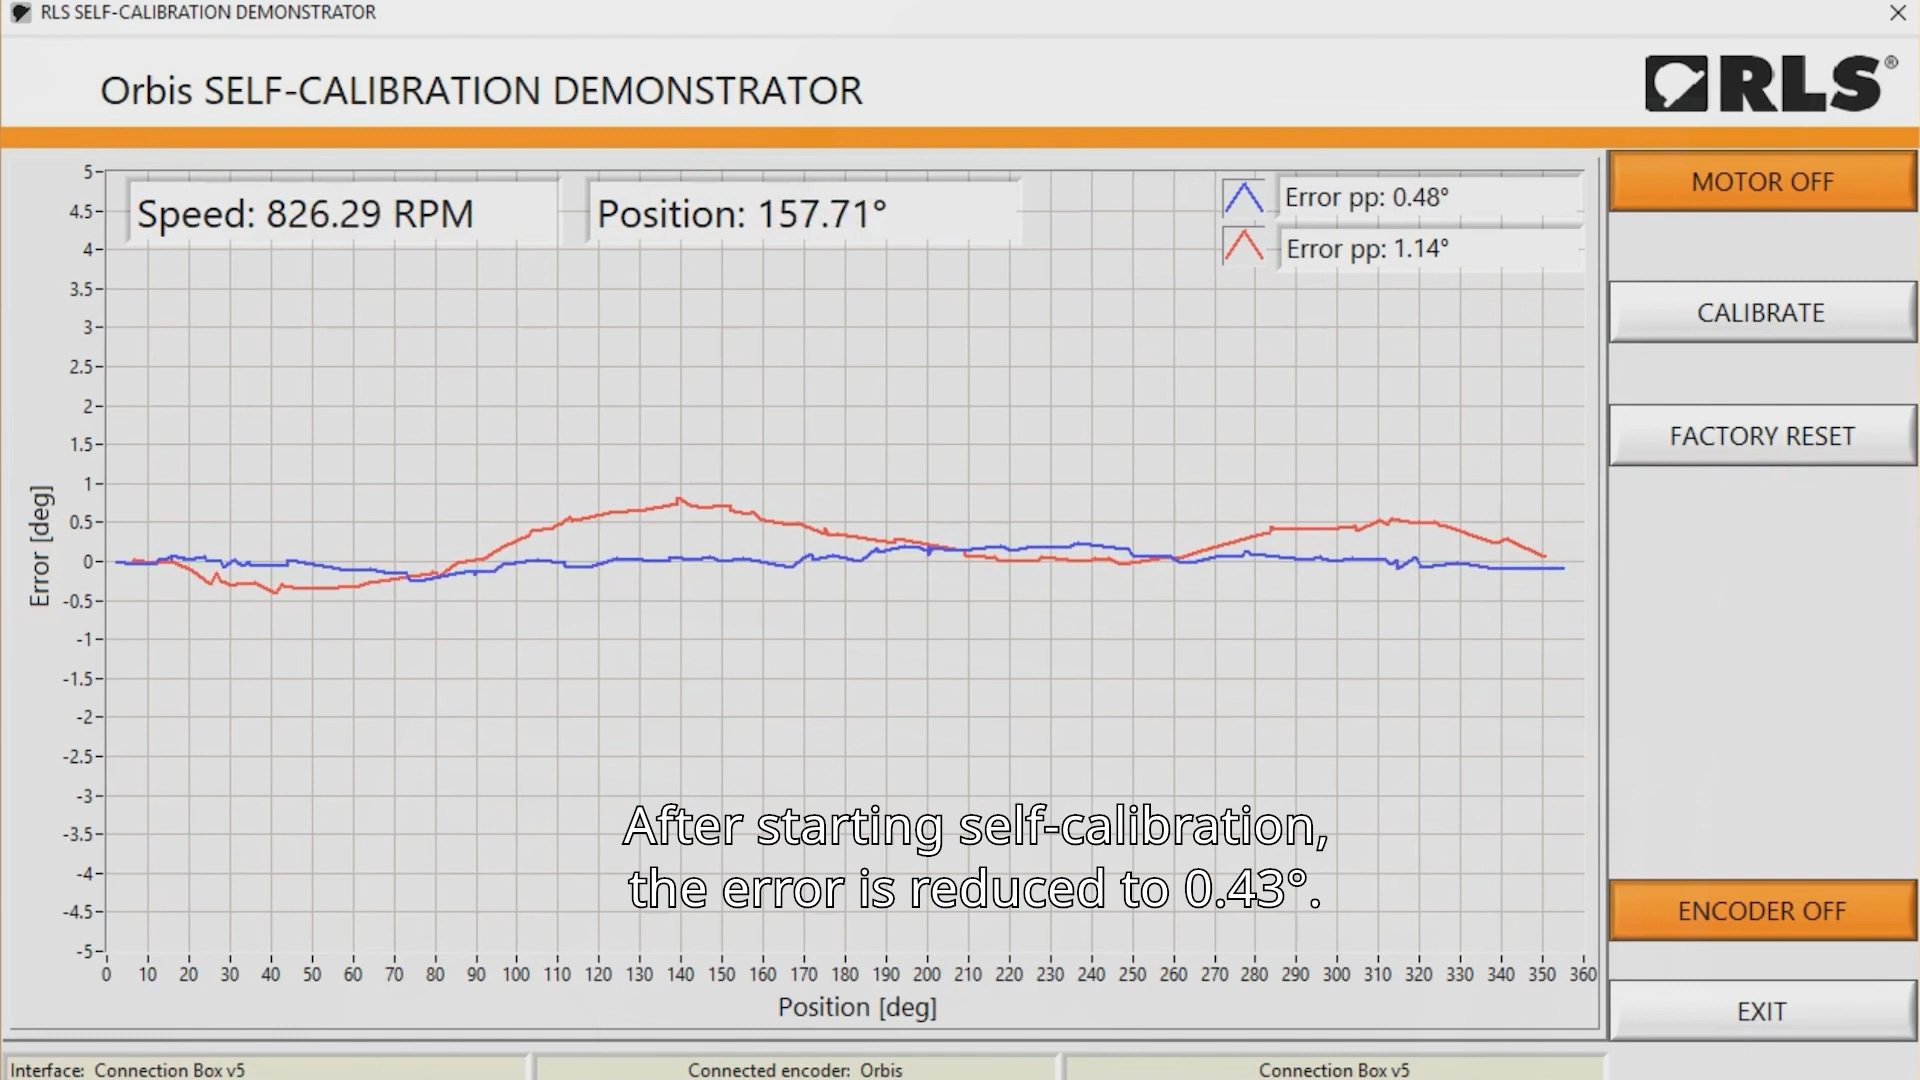 RLS SELF-CALIBRATION DEMONSTRATOR
Orbis SELF-CALIBRATION DEMONSTRATOR
RLS®
Speed: 826.29 RPM
Position: 157.71°
Error pp: 0.48°
Error pp: 1.14°
MOTOR OFF
CALIBRATE
FACTORY RESET
ENCODER OFF
EXIT
Error [deg]
5
4.5
4
3.5
3
2.5
2
1.5
1
0.5
0
-0.5
-1
-1.5
-2
-2.5
-3
-3.5
-4
-4.5
-5
0 10 20 30 40 50 60 70 80 90 100 110 120 130 140 150 160 170 180 190 200 210 220 230 240 250 260 270 280 290 300 310 320 330 340 350 360
Position [deg]
After starting self-calibration,
the error is reduced to 0.43°.
Interface: Connection Box v5
Connected encoder: Orbis
Connection Box v5